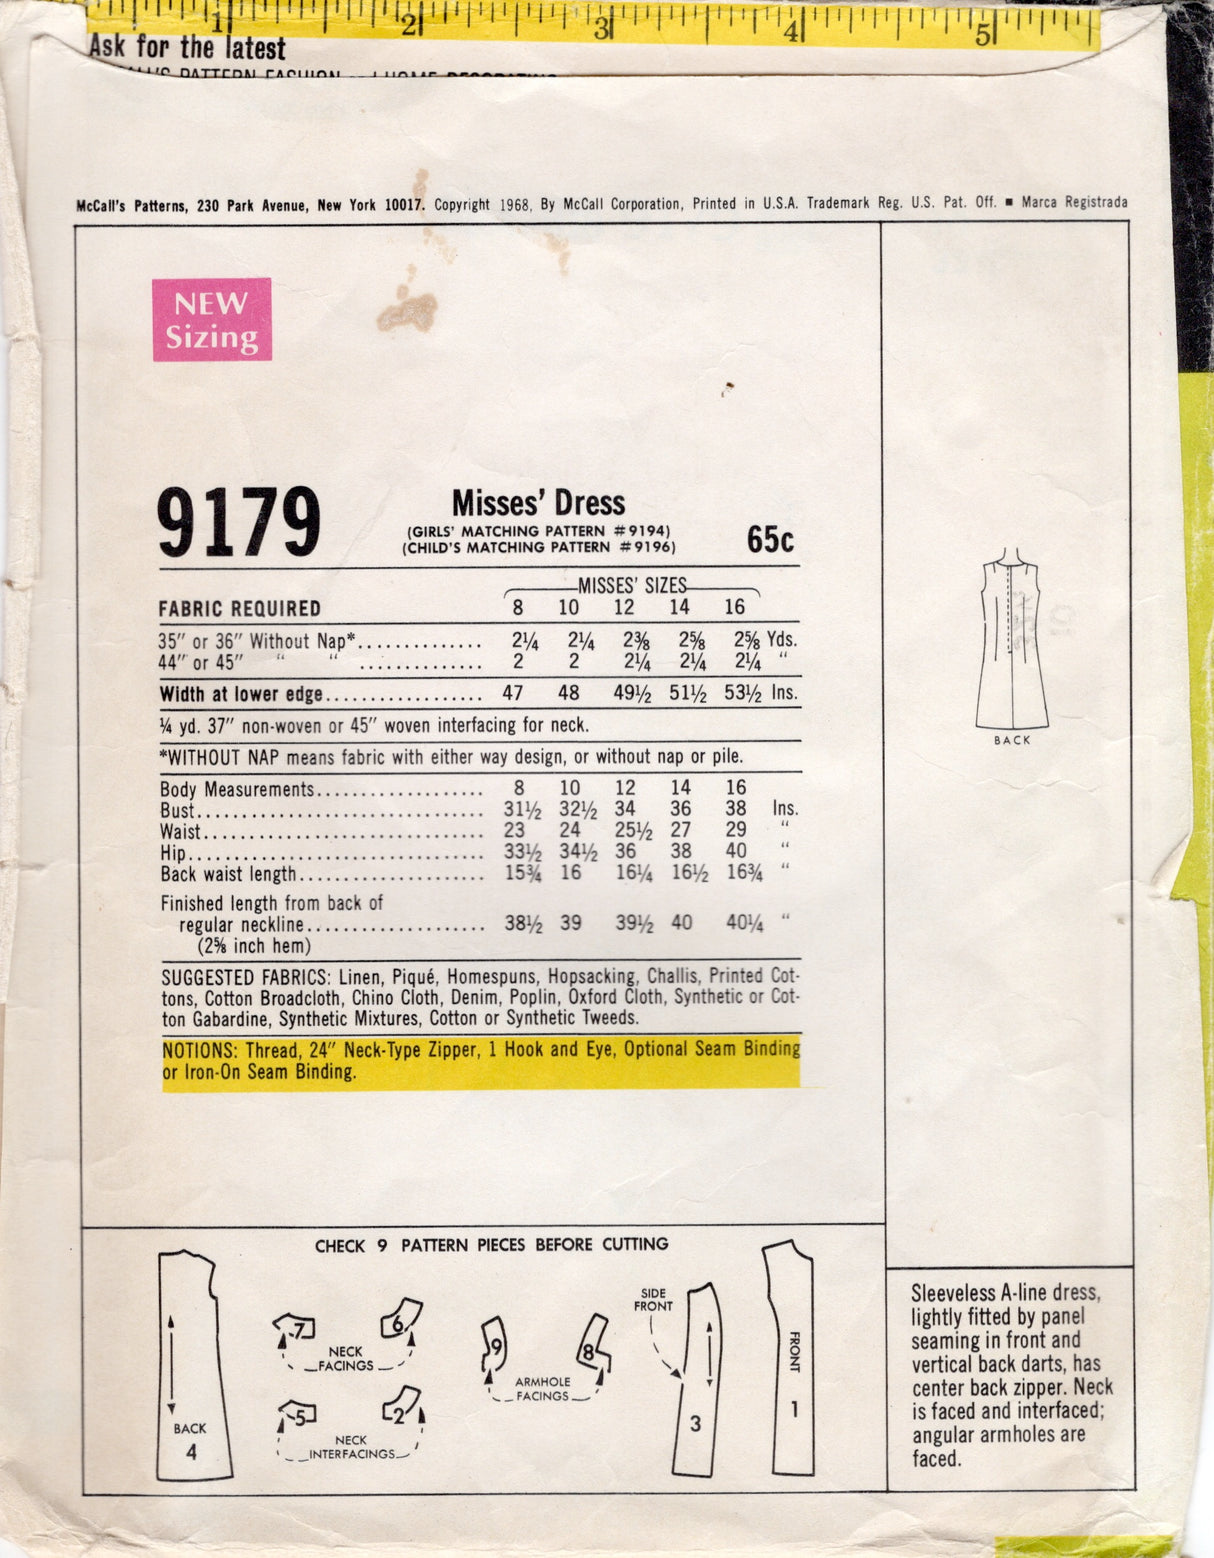 1 2 3 4 5
Ask for the latest
'S PATTERN FASHION
McCall's Patterns, 230 Park Avenue, New York 10017. Copyright 1968, By McCall Corporation, Printed in U.S.A. Trademark Reg. U.S. Pat. Off. ■ Marca Registrada
NEW
Sizing
9179
Misses' Dress
(GIRLS' MATCHING PATTERN #9194)
(CHILD'S MATCHING PATTERN #9196)
65c
MISSES' SIZES
FABRIC REQUIRED 8 10 12 14 16
35" or 36" Without Nap*.............. 2¼ 2¼ 2⅜ 2⅝ 2⅝ Yds.
44" or 45" " " .............. 2 2 2¼ 2¼ 2¼ "
Width at lower edge.................. 47 48 49½ 51½ 53½ Ins.
¼ yd. 37" non-woven or 45" woven interfacing for neck.
*WITHOUT NAP means fabric with either way design, or without nap or pile.
Body Measurements................... 8 10 12 14 16
Bust................................. 31½ 32½ 34 36 38 Ins.
Waist................................ 23 24 25½ 27 29 "
Hip.................................. 33½ 34½ 36 38 40 "
Back waist length..................... 15¾ 16 16¼ 16½ 16¾ "
Finished length from back of
regular neckline.................... 38½ 39 39½ 40 40¼ "
(2⅝ inch hem)
SUGGESTED FABRICS: Linen, Piqué, Homespuns, Hopsacking, Challis, Printed Cot-
tons, Cotton Broadcloth, Chino Cloth, Denim, Poplin, Oxford Cloth, Synthetic or Cot-
ton Gabardine, Synthetic Mixtures, Cotton or Synthetic Tweeds.
NOTIONS: Thread, 24" Neck-Type Zipper, 1 Hook and Eye, Optional Seam Binding
or Iron-On Seam Binding.
BACK
CHECK 9 PATTERN PIECES BEFORE CUTTING
BACK
4
7
6
NECK
FACINGS
5
2
NECK
INTERFACINGS
9
8
ARMHOLE
FACINGS
SIDE
FRONT
3
FRONT
1
Sleeveless A-line dress,
lightly fitted by panel
seaming in front and
vertical back darts, has
center back zipper. Neck
is faced and interfaced;
angular armholes are
faced.